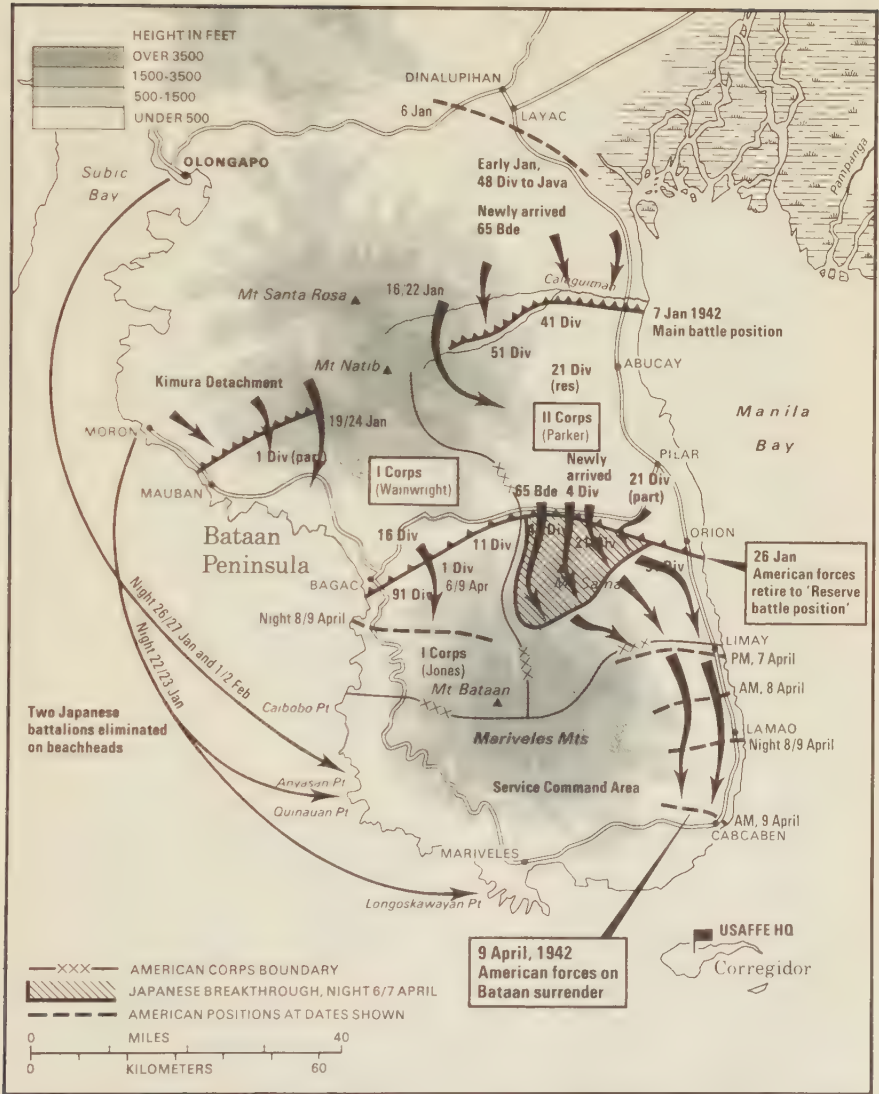 HEIGHT IN FEET
OVER 3500
1500-3500
500-1500
UNDER 500
DINALUPIHAN
6 Jan
LAYAC
OLONGAPO
Subic
Bay
Early Jan,
48 Div to Java
Pampanga
Newly arrived
65 Bde
Mt Santa Rosa
16/22 Jan
41 Div
7 Jan 1942
Main battle position
51 Div
Mt Natib
21 Div
(res)
ABUCAY
Kimura Detachment
19/24 Jan
Manila
Bay
MORON
1 Div (part)
II Corps
(Parker)
I Corps
(Wainwright)
PILAR
MAUBAN
Newly
arrived
4 Div
65 Bde
21 Div
(part)
Bataan
Peninsula
16 Div
11 Div
ORION
BAGAC
1 Div
6/9 Apr
91 Div
26 Jan
American forces
retire to 'Reserve
battle position'
Night 8/9 April
Night 26/27 Jan and 1/2 Feb
Night 22/23 Jan
I Corps
(Jones)
LIMAY
PM, 7 April
Mt Bataan
AM, 8 April
Caibobo Pt
Two Japanese
battalions eliminated
on beachheads
Mariveles Mts
LAMAO
Night 8/9 April
Anyasan Pt
Service Command Area
Quinauan Pt
AM, 9 April
CABCABEN
MARIVELES
Longoskawayan Pt
9 April, 1942
American forces on
Bataan surrender
USAFFE HQ
Corregidor
XXX AMERICAN CORPS BOUNDARY
JAPANESE BREAKTHROUGH, NIGHT 6/7 APRIL
AMERICAN POSITIONS AT DATES SHOWN
0 MILES 40
0 KILOMETERS 60